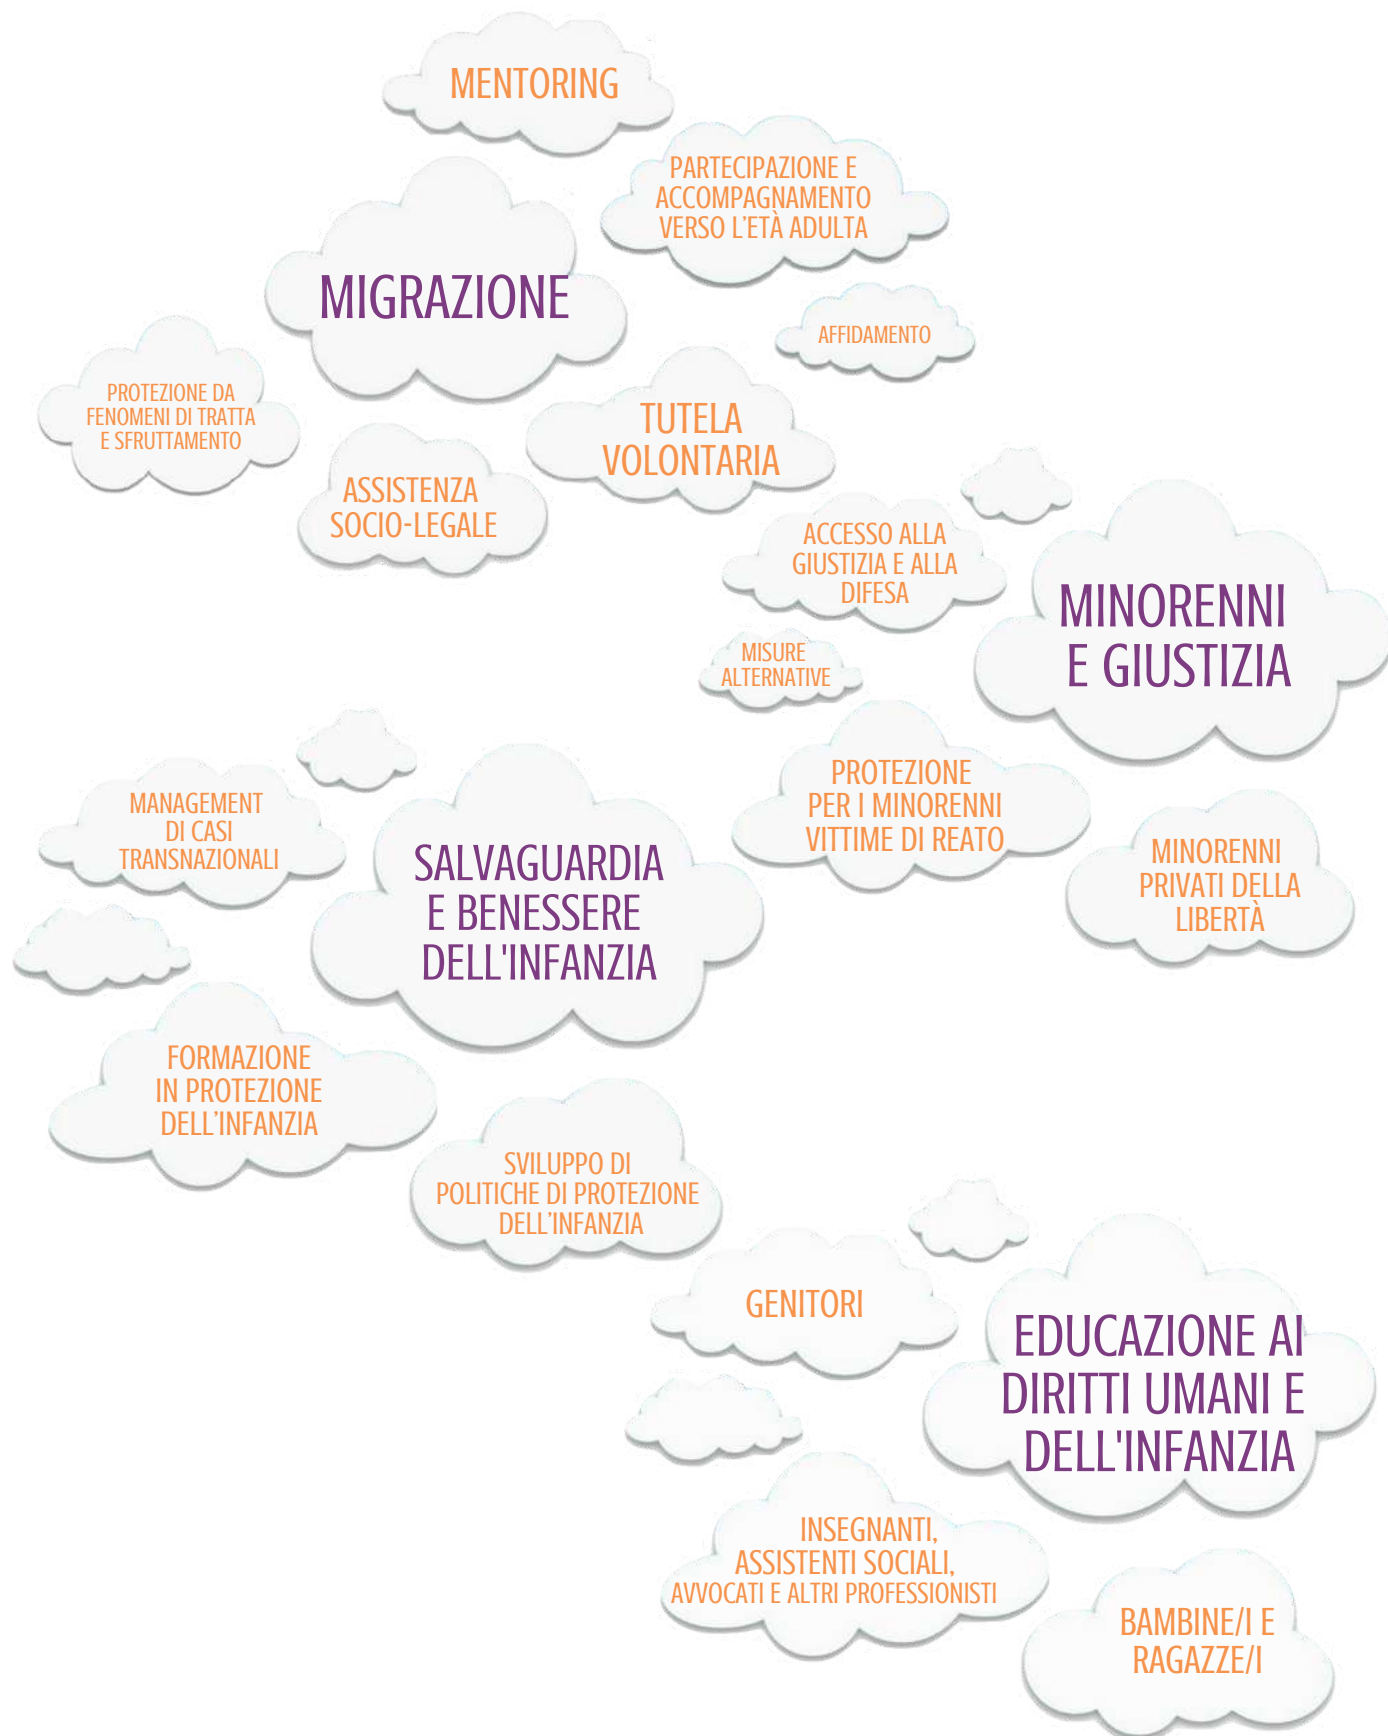 MENTORING
PARTECIPAZIONE E
ACCOMPAGNAMENTO
VERSO L'ETÀ ADULTA
MIGRAZIONE
AFFIDAMENTO
PROTEZIONE DA
FENOMENI DI TRATTA
E SFRUTTAMENTO
TUTELA
VOLONTARIA
ASSISTENZA
SOCIO-LEGALE
ACCESSO ALLA
GIUSTIZIA E ALLA
DIFESA
MINORENNI
E GIUSTIZIA
MISURE
ALTERNATIVE
PROTEZIONE
PER I MINORENNI
VITTIME DI REATO
MINORENNI
PRIVATI DELLA
LIBERTÀ
MANAGEMENT
DI CASI
TRANSNAZIONALI
SALVAGUARDIA
E BENESSERE
DELL'INFANZIA
FORMAZIONE
IN PROTEZIONE
DELL'INFANZIA
SVILUPPO DI
POLITICHE DI PROTEZIONE
DELL'INFANZIA
GENITORI
EDUCAZIONE AI
DIRITTI UMANI E
DELL'INFANZIA
INSEGNANTI,
ASSISTENTI SOCIALI,
AVVOCATI E ALTRI PROFESSIONISTI
BAMBINE/I E
RAGAZZE/I